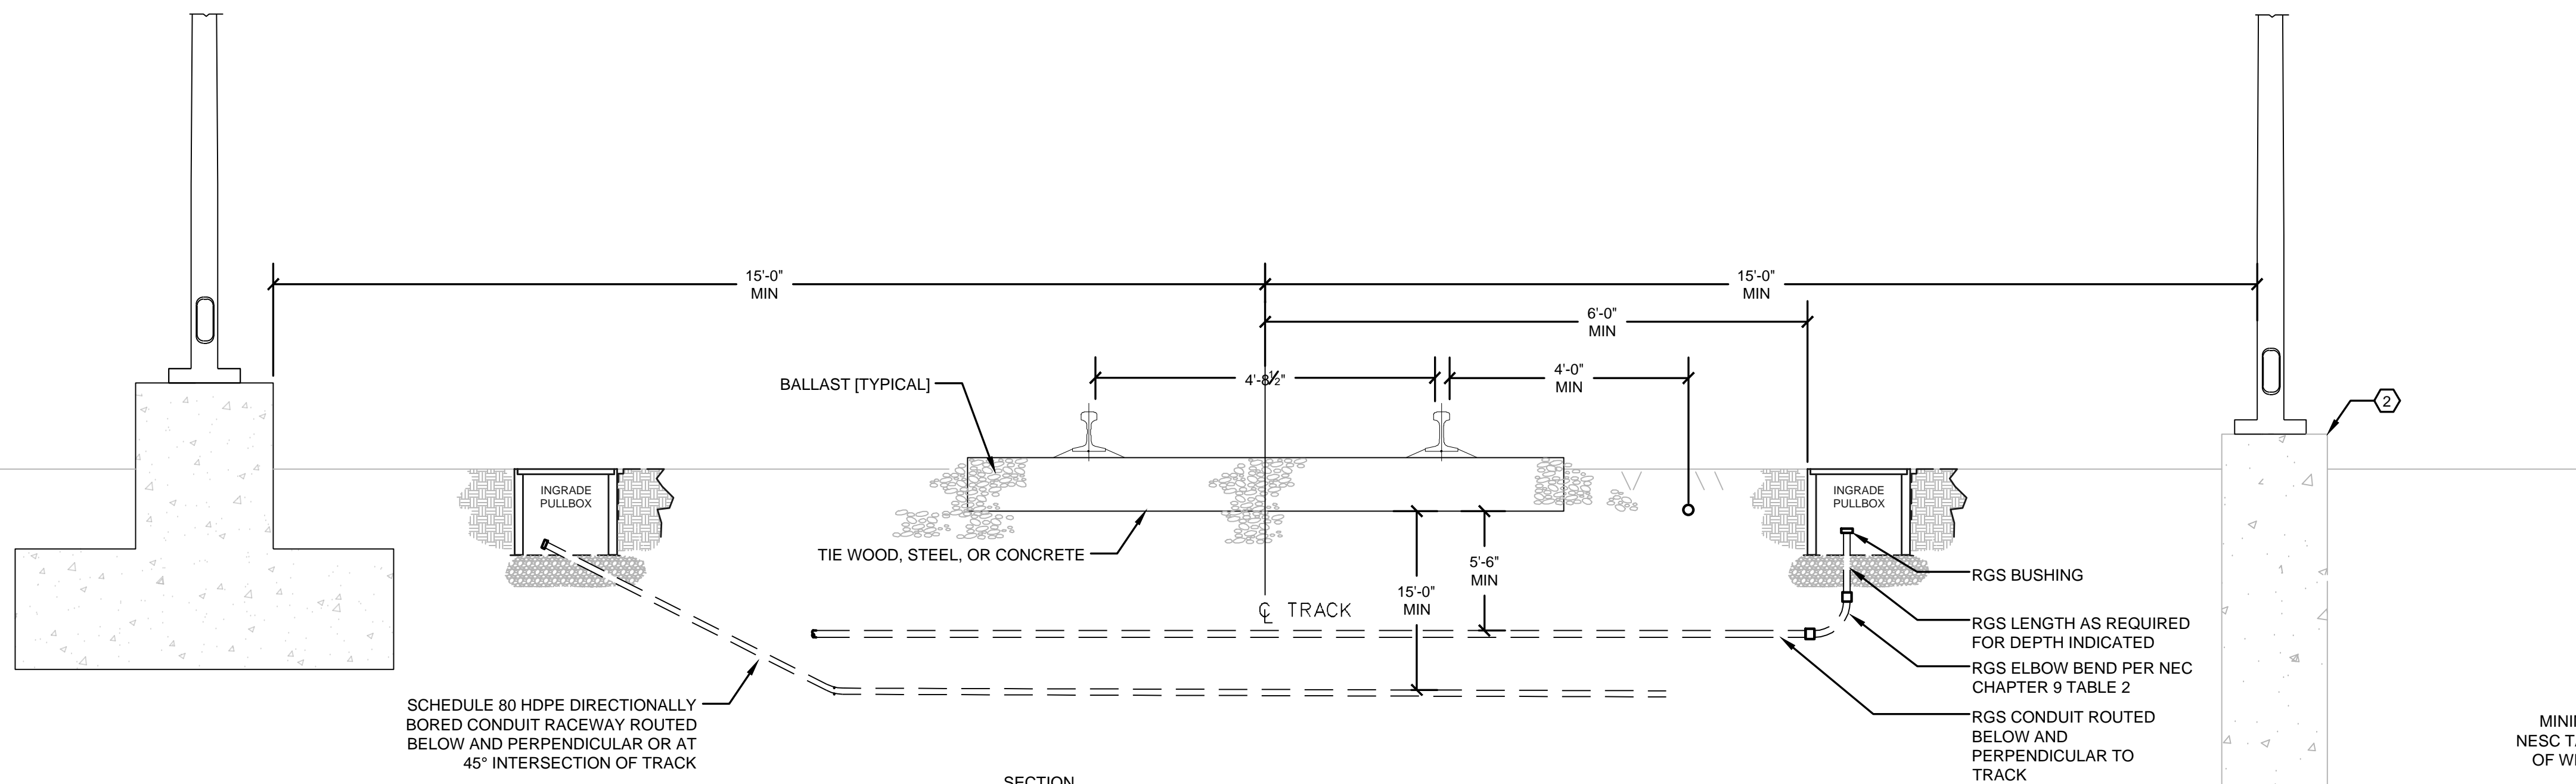 15'-0"
MIN
15'-0"
MIN
6'-0"
MIN
4'-8½"
4'-0"
MIN
BALLAST [TYPICAL]
2
INGRADE
PULLBOX
INGRADE
PULLBOX
TIE WOOD, STEEL, OR CONCRETE
5'-6"
MIN
15'-0"
MIN
℄ TRACK
RGS BUSHING
RGS LENGTH AS REQUIRED
FOR DEPTH INDICATED
RGS ELBOW BEND PER NEC
CHAPTER 9 TABLE 2
RGS CONDUIT ROUTED
BELOW AND
PERPENDICULAR TO
TRACK
SCHEDULE 80 HDPE DIRECTIONALLY
BORED CONDUIT RACEWAY ROUTED
BELOW AND PERPENDICULAR OR AT
45° INTERSECTION OF TRACK
SECTION
NESC
OF